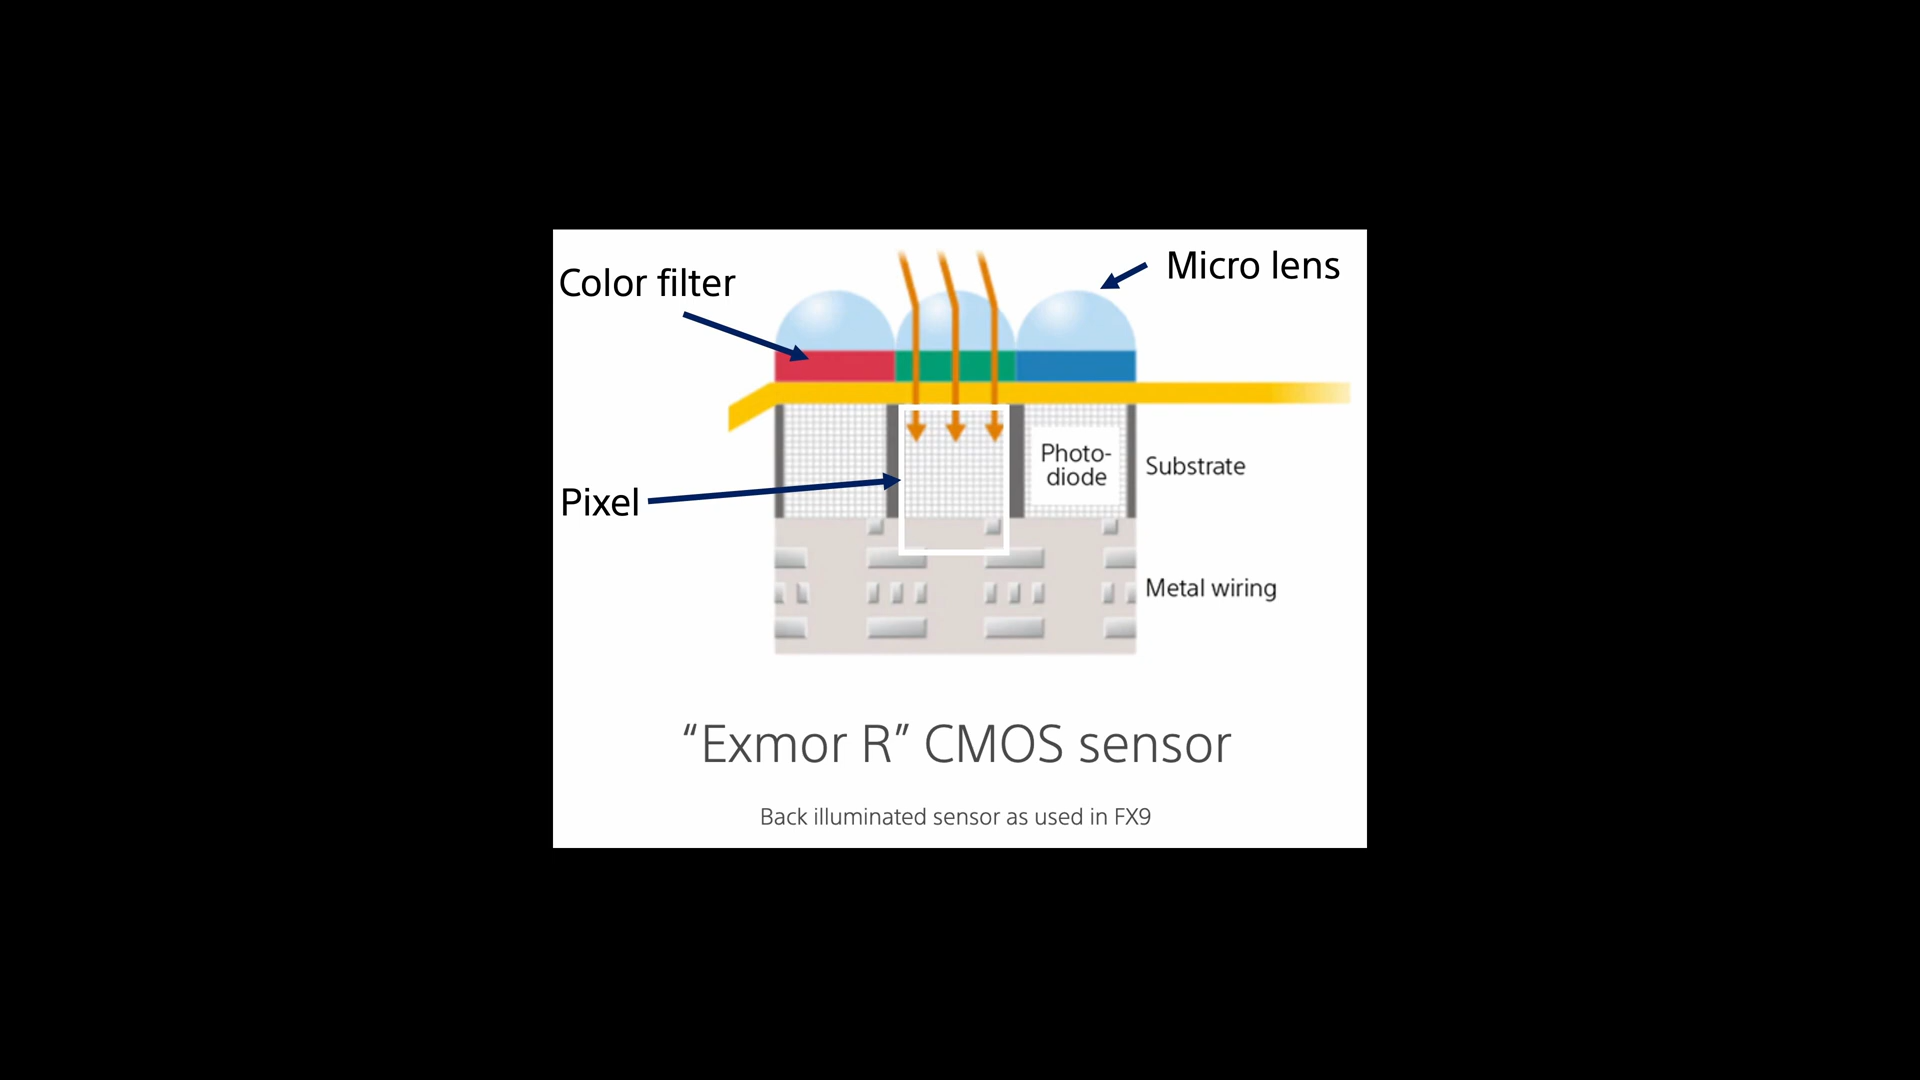 Color filter
Micro lens
Photo-
diode
Substrate
Pixel
Metal wiring
“Exmor R” CMOS sensor
Back illuminated sensor as used in FX9